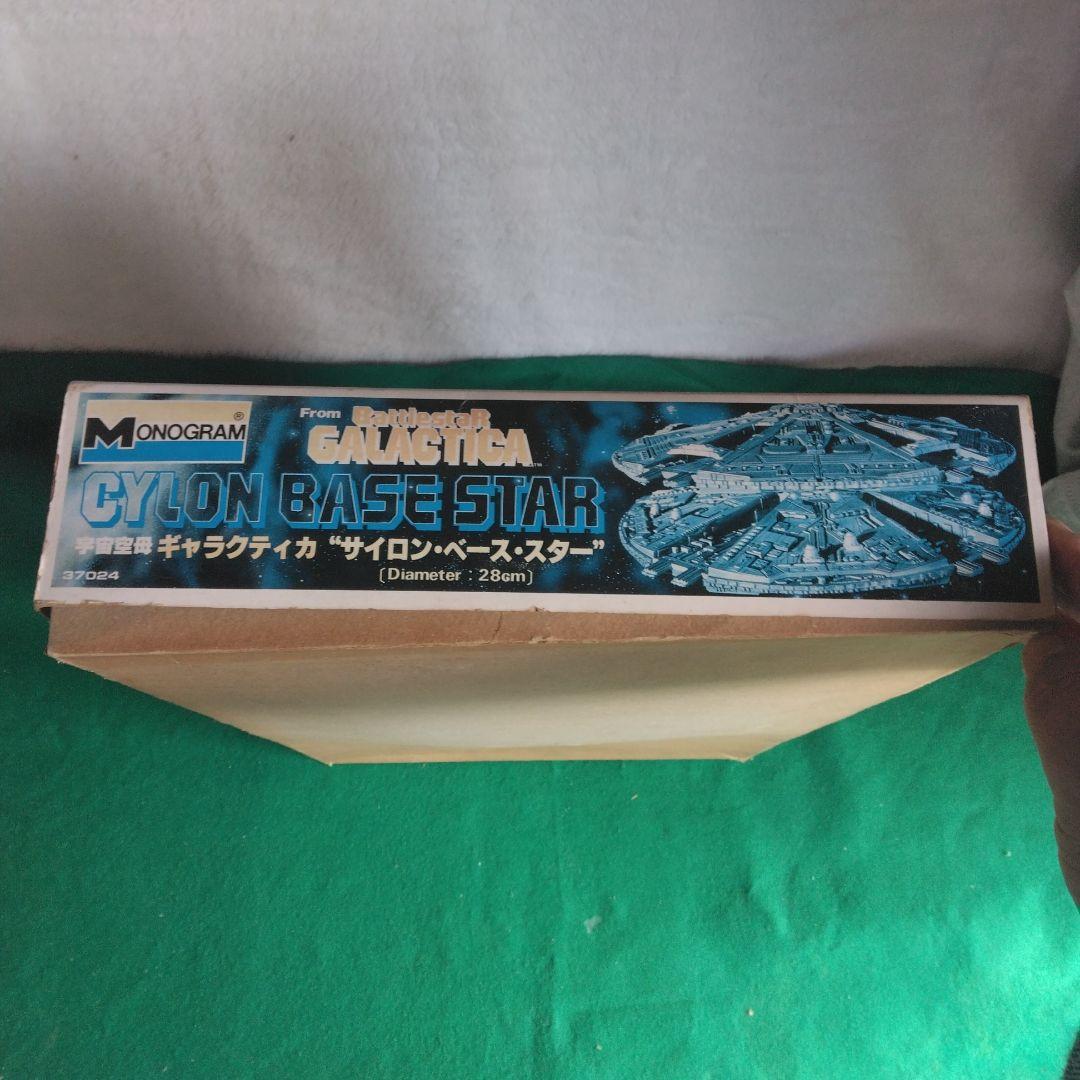 MONOGRAM®
From Battlestar
GALACTICA™
CYLON BASE STAR
宇宙空母 ギャラクティカ “サイロン・ベース・スター”
37024
〔Diameter : 28cm〕